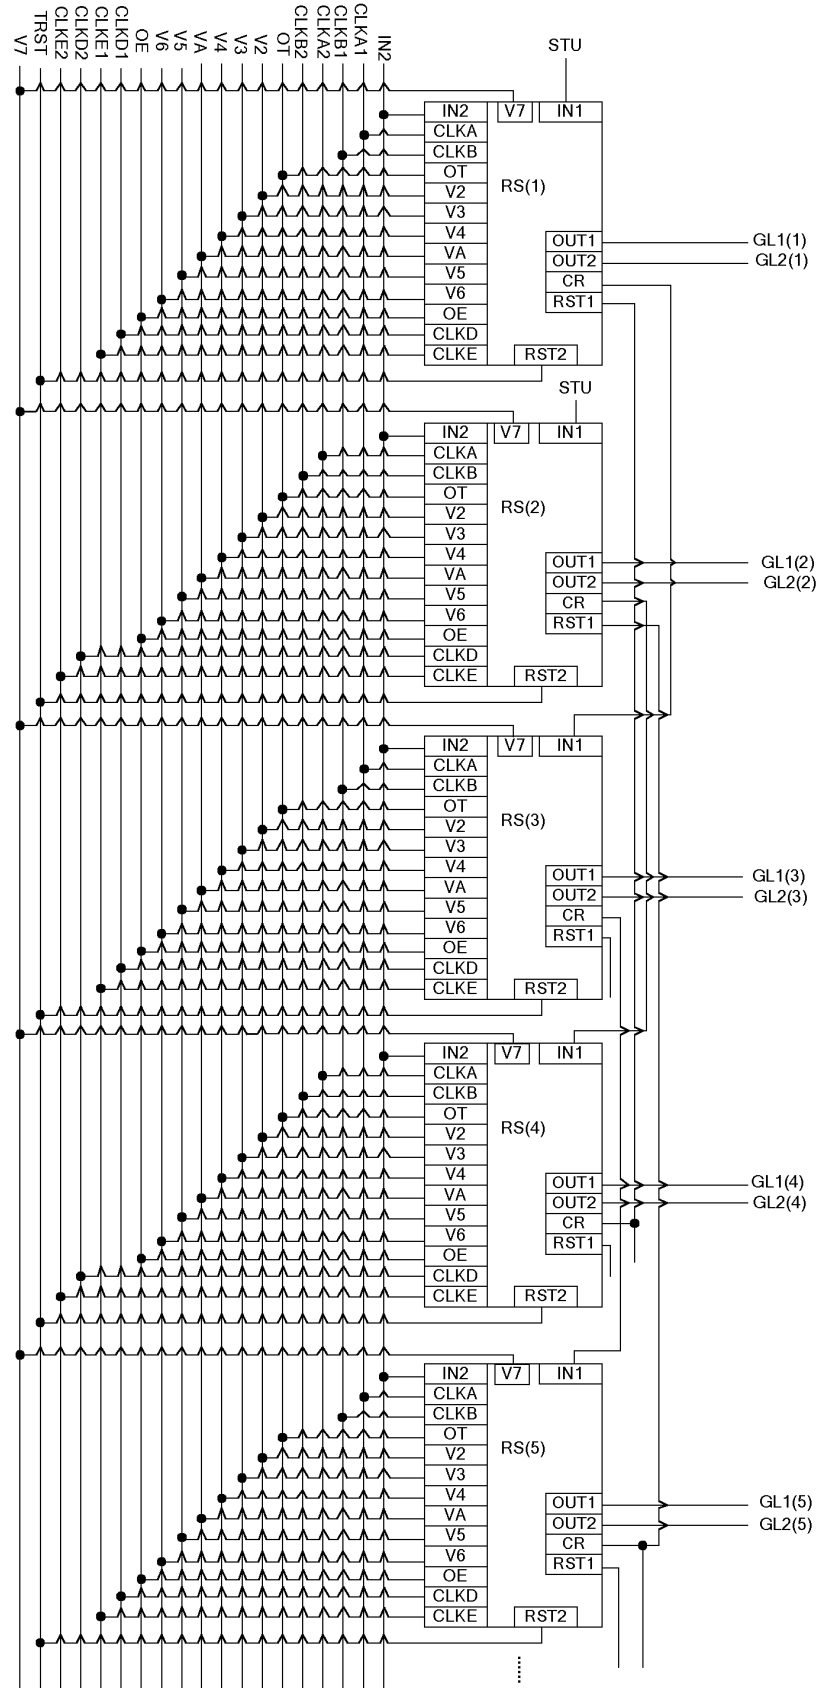 V7
TRST
CLKE2
CLKD2
CLKE1
CLKD1
OE
V6
V5
VA
V4
V3
V2
OT
CLKB2
CLKA2
CLKB1
CLKA1
IN2
STU
IN2
V7
IN1
CLKA
CLKB
OT
V2
RS(1)
V3
V4
VA
V5
V6
OE
CLKD
CLKE
OUT1
GL1(1)
OUT2
GL2(1)
CR
RST1
RST2
STU
IN2
V7
IN1
CLKA
CLKB
OT
V2
RS(2)
V3
V4
VA
V5
V6
OE
CLKD
CLKE
OUT1
GL1(2)
OUT2
GL2(2)
CR
RST1
RST2
IN2
V7
IN1
CLKA
CLKB
OT
V2
RS(3)
V3
V4
VA
V5
V6
OE
CLKD
CLKE
OUT1
GL1(3)
OUT2
GL2(3)
CR
RST1
RST2
IN2
V7
IN1
CLKA
CLKB
OT
V2
RS(4)
V3
V4
VA
V5
V6
OE
CLKD
CLKE
OUT1
GL1(4)
OUT2
GL2(4)
CR
RST1
RST2
IN2
V7
IN1
CLKA
CLKB
OT
V2
RS(5)
V3
V4
VA
V5
V6
OE
CLKD
CLKE
OUT1
GL1(5)
OUT2
GL2(5)
CR
RST1
RST2